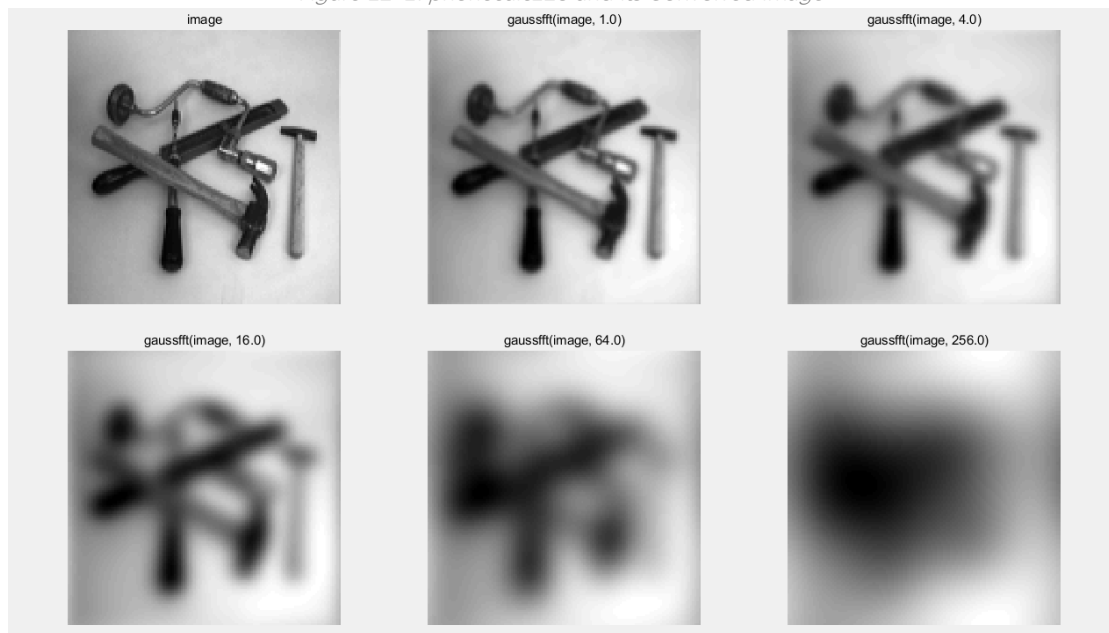 image
gaussfft(image, 1.0)
gaussfft(image, 4.0)
gaussfft(image, 16.0)
gaussfft(image, 64.0)
gaussfft(image, 256.0)